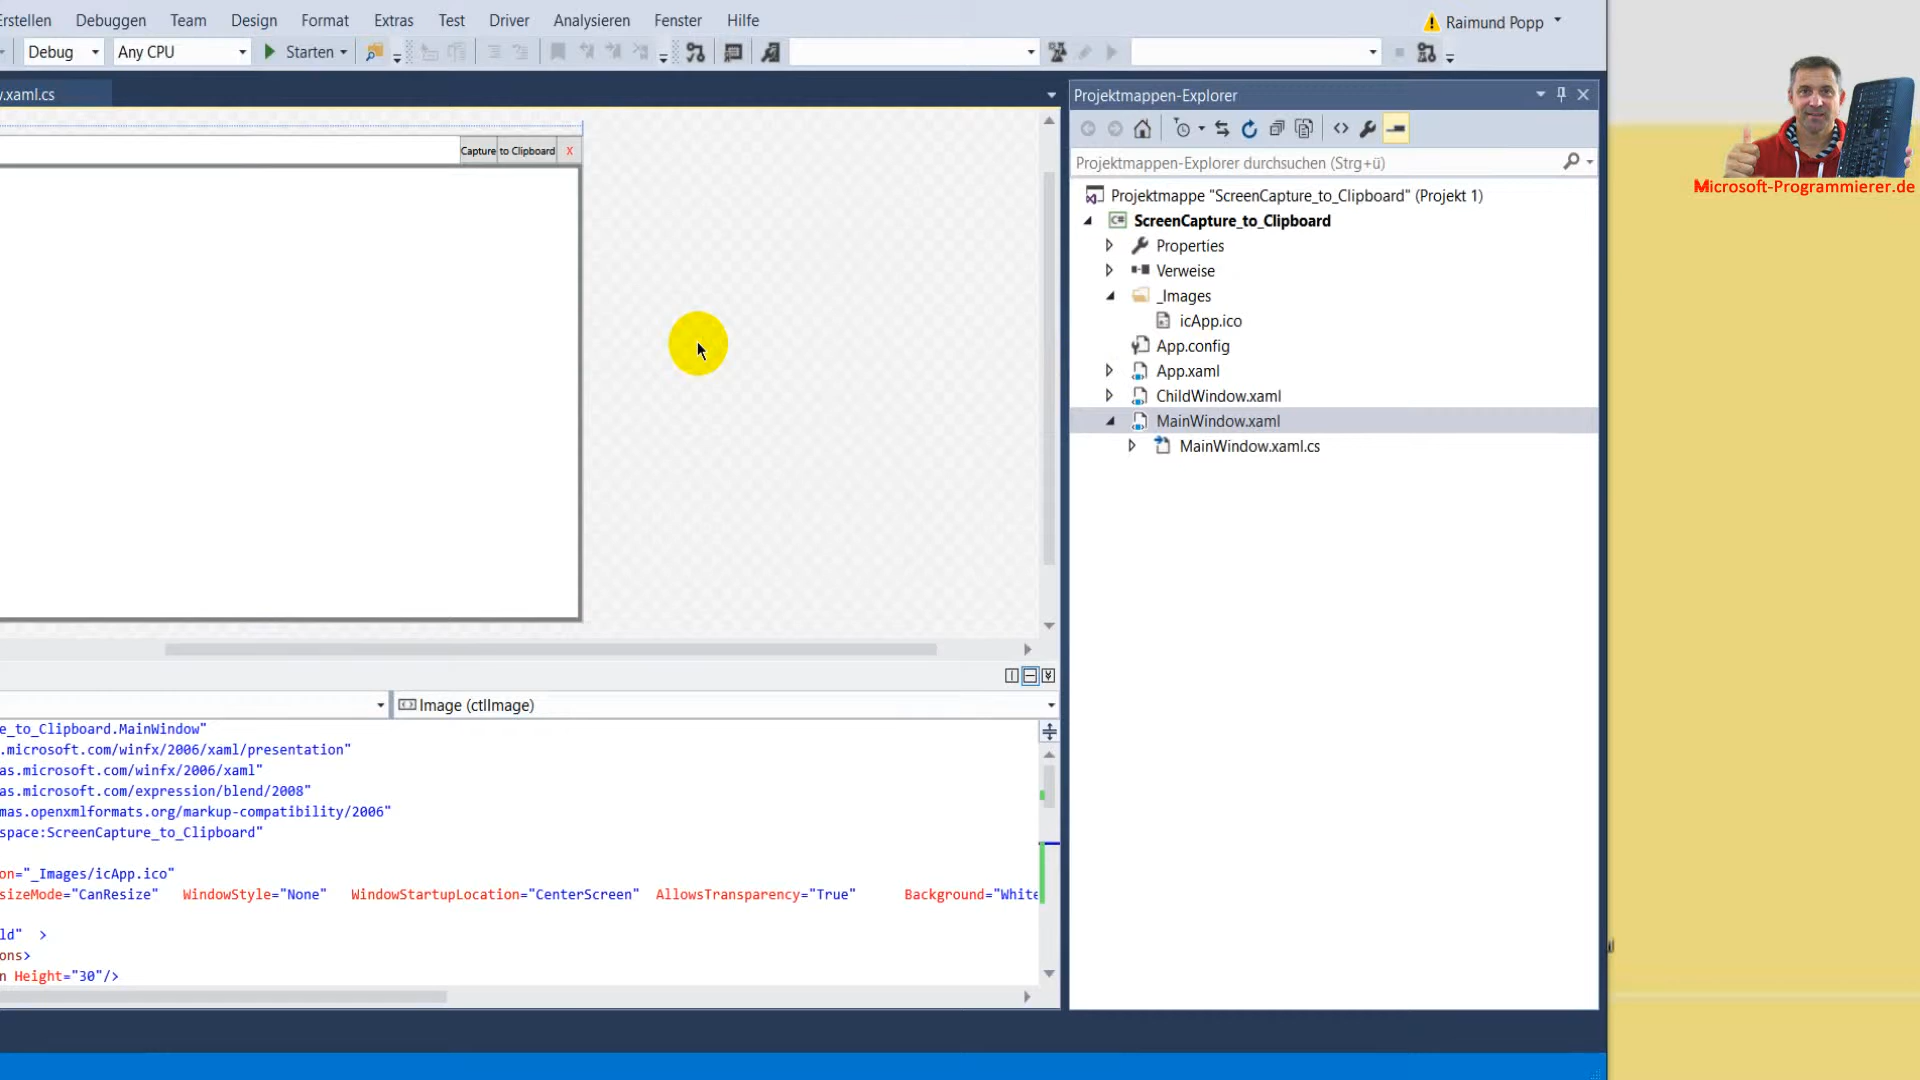 Erstellen Debuggen Team Design Format Extras Test Driver Analysieren Fenster Hilfe
Raimund Popp
Debug Any CPU Starten
.xaml.cs
Capture to Clipboard X
Projektmappen-Explorer
Projektmappen-Explorer durchsuchen (Strg+ü)
Projektmappe "ScreenCapture_to_Clipboard" (Projekt 1)
ScreenCapture_to_Clipboard
Properties
Verweise
_Images
icApp.ico
App.config
App.xaml
ChildWindow.xaml
MainWindow.xaml
MainWindow.xaml.cs
Microsoft-Programmierer.de
Image (ctlImage)
e_to_Clipboard.MainWindow"
.microsoft.com/winfx/2006/xaml/presentation"
as.microsoft.com/winfx/2006/xaml"
as.microsoft.com/expression/blend/2008"
mas.openxmlformats.org/markup-compatibility/2006"
space:ScreenCapture_to_Clipboard"
on="_Images/icApp.ico"
sizeMode="CanResize" WindowStyle="None" WindowStartupLocation="CenterScreen" AllowsTransparency="True" Background="White
ld" >
ons>
n Height="30"/>